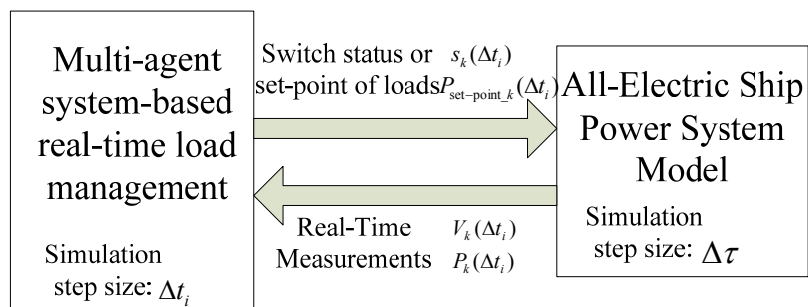 Multi-agent
system-based
real-time load
management
Simulation
step size: Δt_i
Switch status or s_k(Δt_i)
set-point of loads P_set-point_k(Δt_i)
Real-Time V_k(Δt_i)
Measurements P_k(Δt_i)
All-Electric Ship
Power System
Model
Simulation
step size: Δτ